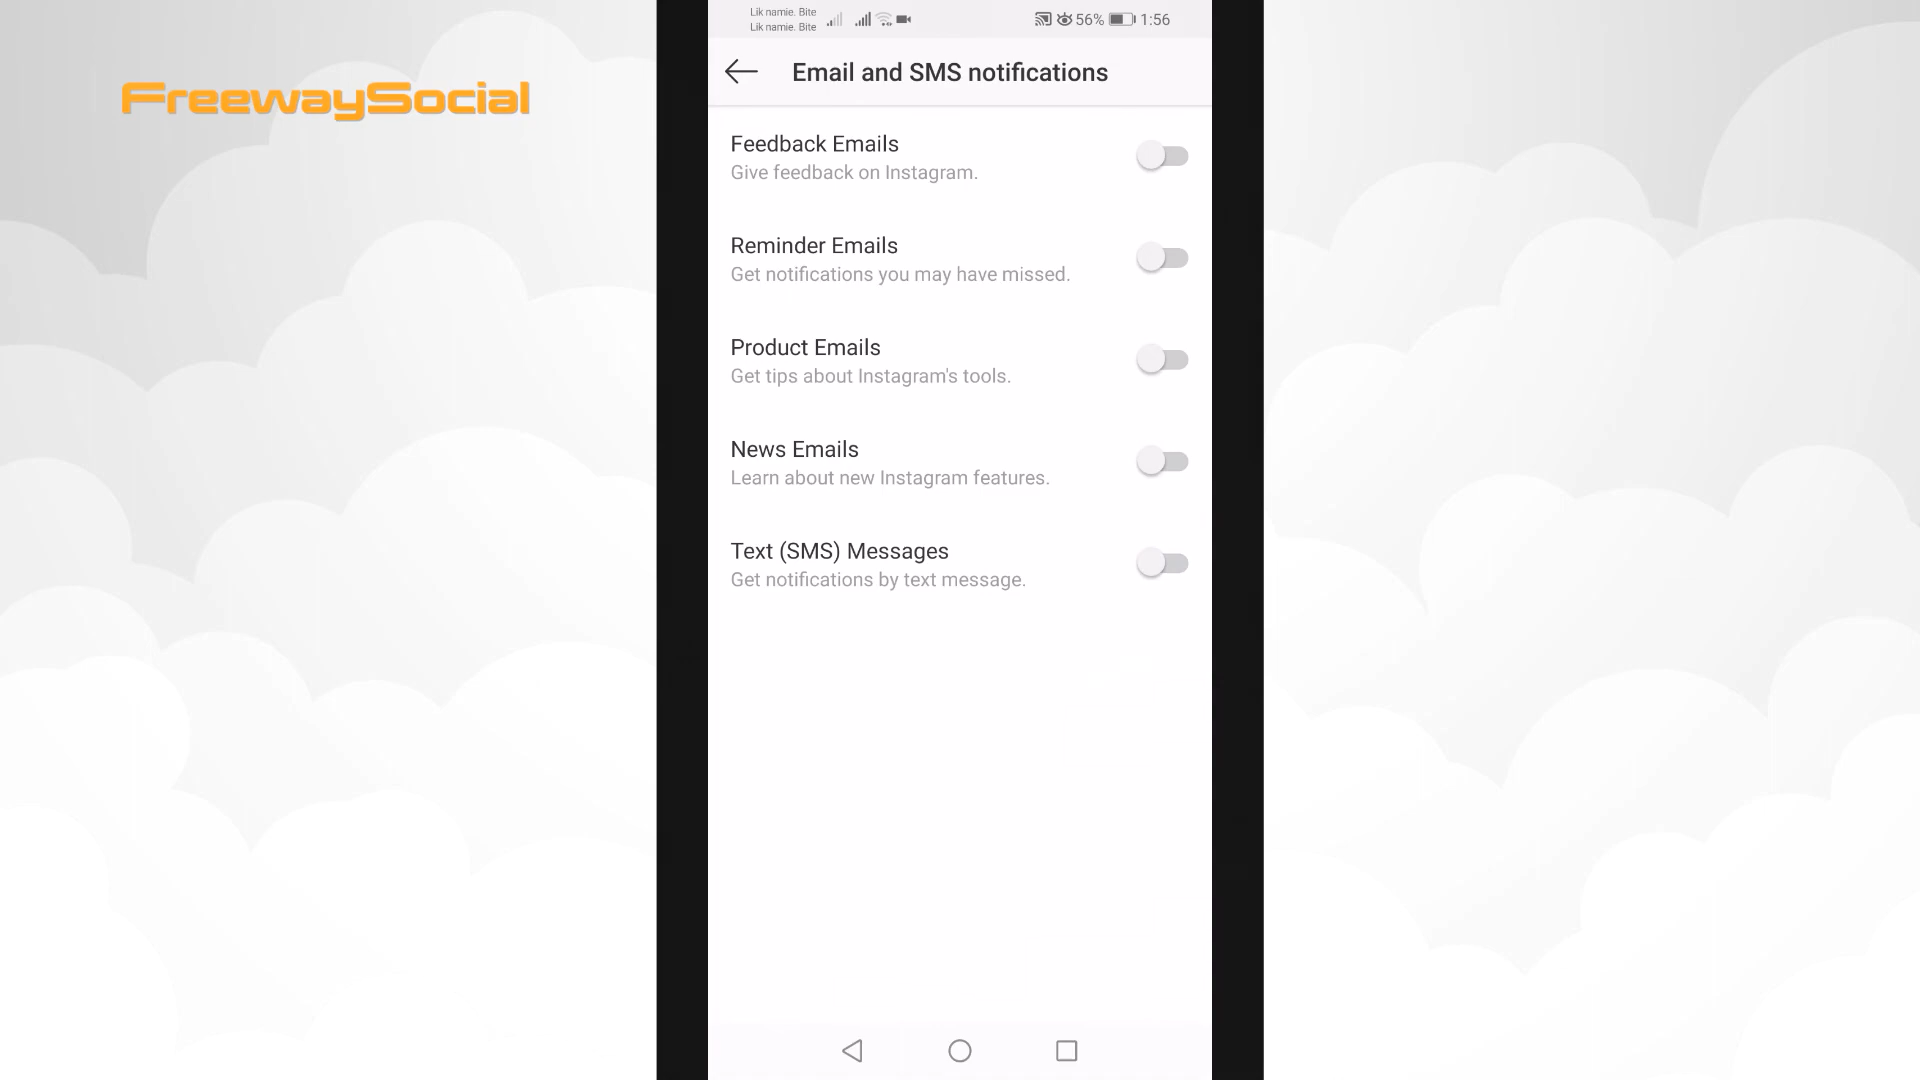 Lik namie. Bite
Lik namie. Bite
56% 1:56
FreewaySocial
Email and SMS notifications
Feedback Emails
Give feedback on Instagram.
Reminder Emails
Get notifications you may have missed.
Product Emails
Get tips about Instagram's tools.
News Emails
Learn about new Instagram features.
Text (SMS) Messages
Get notifications by text message.